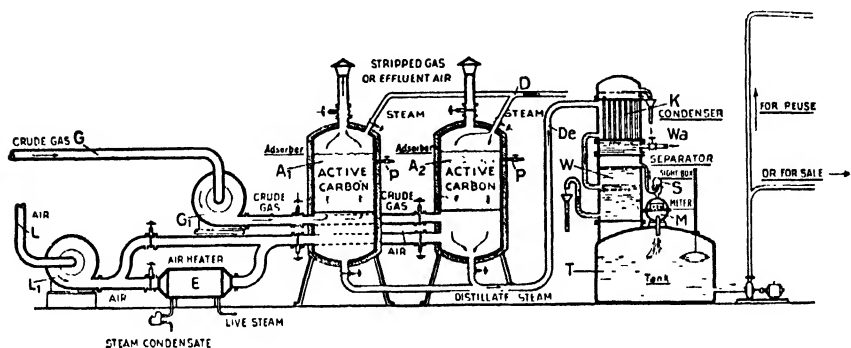 STRIPPED GAS
OR EFFLUENT AIR
D
STEAM
STEAM
K
CONDENSER
De
Wa
FOR PEUSE
CRUDE GAS G
Adsorber
A1
ACTIVE
CARBON
P
Adsorber
A2
ACTIVE
CARBON
P
W
SEPARATOR
SIGHT BOX
S
METER
M
OR FOR SALE
G1
CRUDE
GAS
CRUDE
GAS
AIR
L
AIR
AIR HEATER
E
L1
AIR
LIVE STEAM
STEAM CONDENSATE
DISTILLATE STEAM
T
Tank